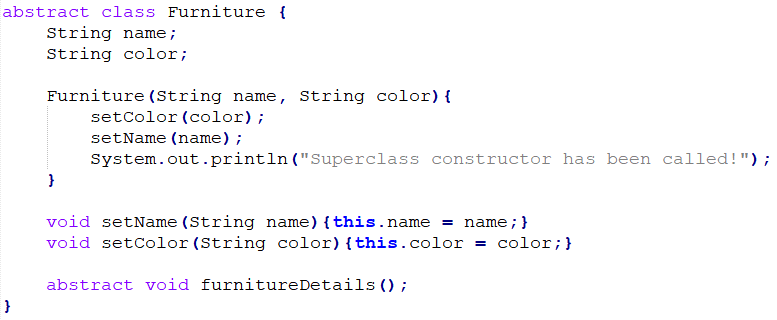 abstract class Furniture {
    String name;
    String color;

    Furniture(String name, String color){
        setColor(color);
        setName(name);
        System.out.println("Superclass constructor has been called!");
    }

    void setName(String name){this.name = name;}
    void setColor(String color){this.color = color;}

    abstract void furnitureDetails();
}